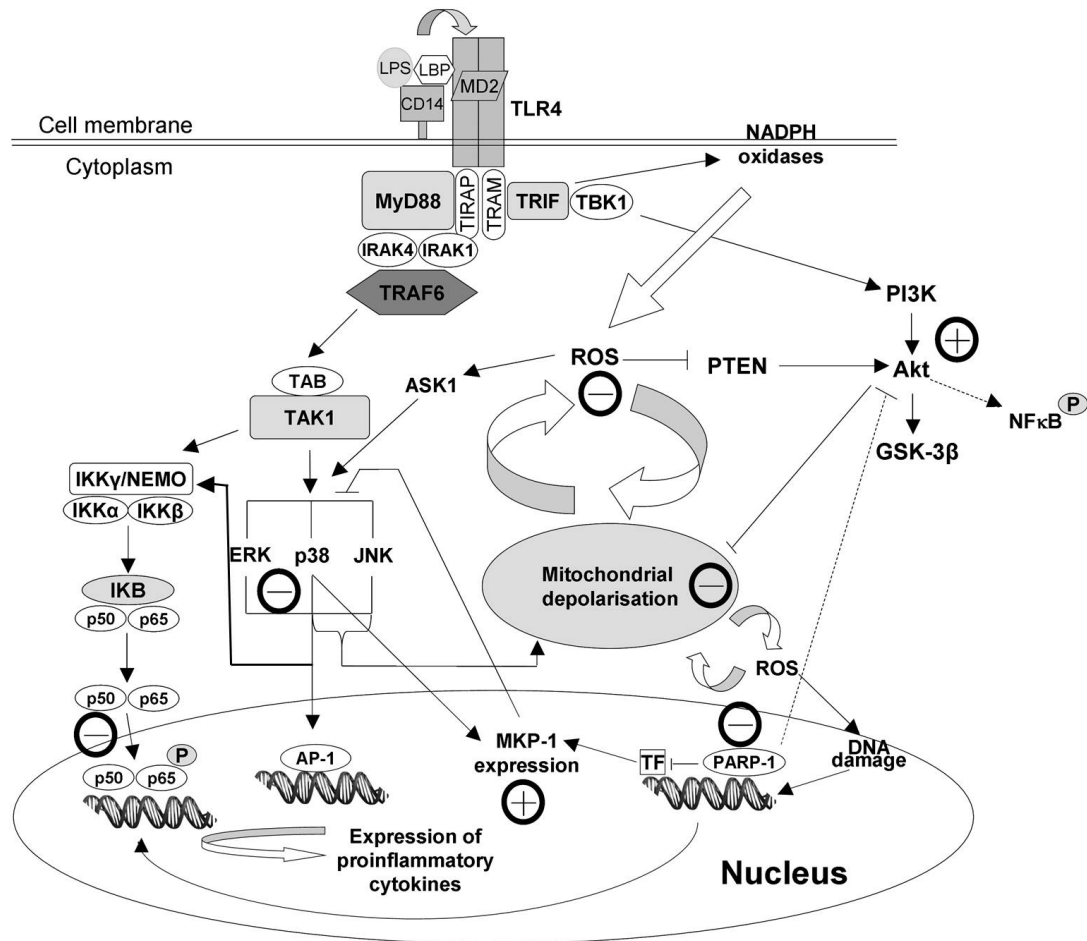 LPS
LBP
CD14
MD2
TLR4
Cell membrane
Cytoplasm
NADPH
oxidases
MyD88
TIRAP
TRAM
TRIF
TBK1
IRAK4
IRAK1
TRAF6
PI3K
ROS
PTEN
Akt
ASK1
TAB
TAK1
NFκB
P
GSK-3β
IKKγ/NEMO
IKKα
IKKβ
ERK
p38
JNK
Mitochondrial
depolarisation
IKB
p50
p65
ROS
p50
p65
MKP-1
expression
TF
PARP-1
DNA
damage
AP-1
P
p50
p65
Expression of
proinflammatory
cytokines
Nucleus